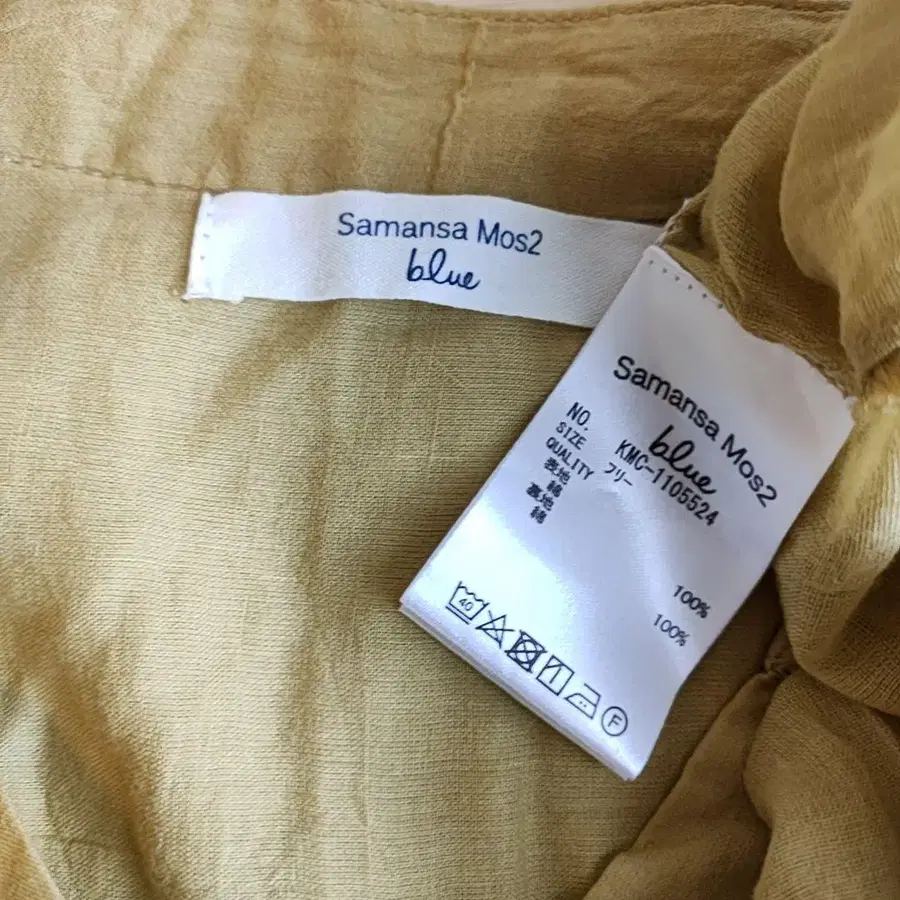 Samansa Mos2
blue
Samansa Mos2
blue
NO. KMC-1105524
SIZE フリー
QUALITY
表地
綿 100%
裏地
綿 100%
40
F